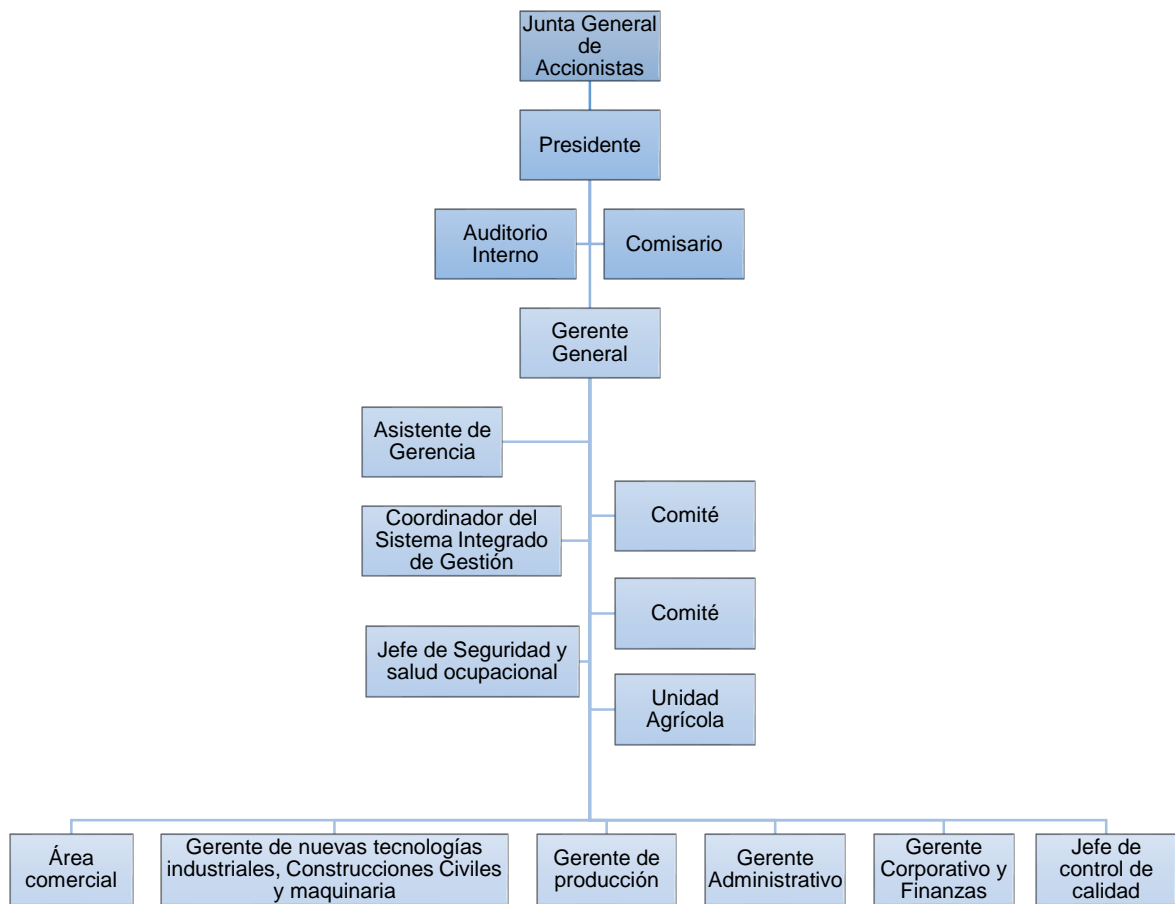 Junta General
de
Accionistas
Presidente
Auditorio
Interno
Comisario
Gerente
General
Asistente de
Gerencia
Comité
Coordinador del
Sistema Integrado
de Gestión
Comité
Jefe de Seguridad y
salud ocupacional
Unidad
Agrícola
Área
comercial
Gerente de nuevas tecnologías
industriales, Construcciones Civiles
y maquinaria
Gerente de
producción
Gerente
Administrativo
Gerente
Corporativo y
Finanzas
Jefe de
control de
calidad